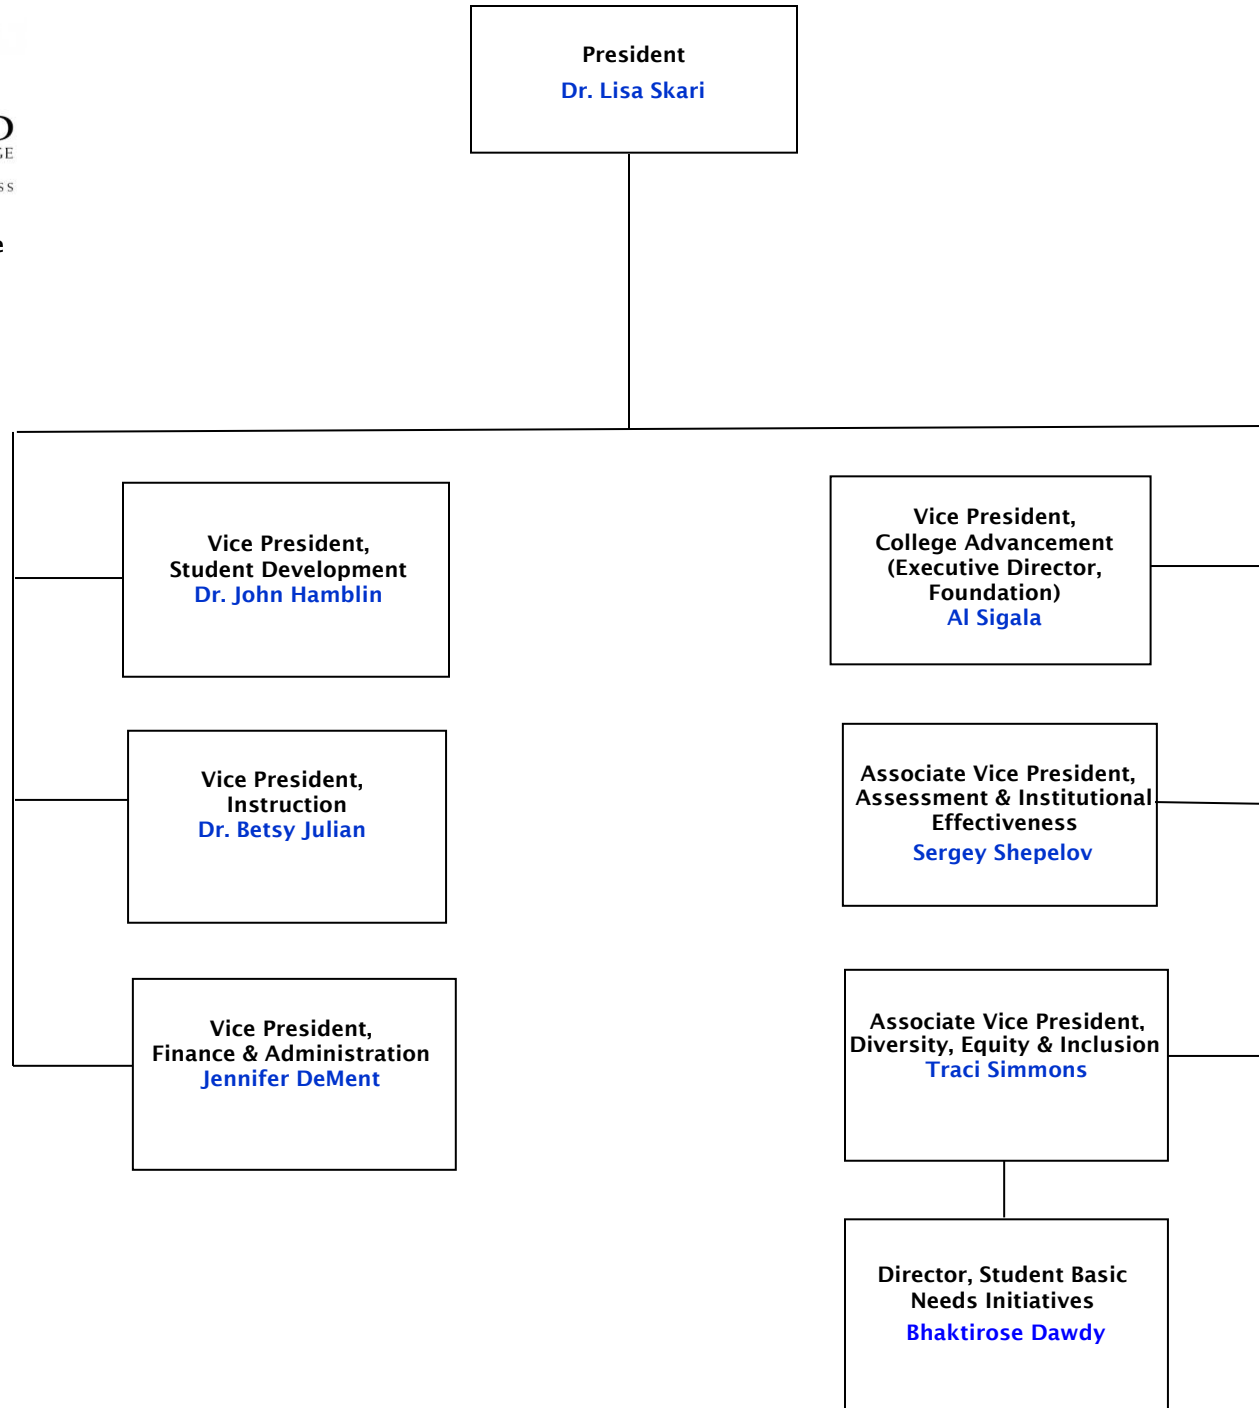 President
Dr. Lisa Skari
D
GE
SS
e
Vice President,
Student Development
Dr. John Hamblin
Vice President,
Instruction
Dr. Betsy Julian
Vice President,
Finance & Administration
Jennifer DeMent
Vice President,
College Advancement
(Executive Director,
Foundation)
Al Sigala
Associate Vice President,
Assessment & Institutional
Effectiveness
Sergey Shepelov
Associate Vice President,
Diversity, Equity & Inclusion
Traci Simmons
Director, Student Basic
Needs Initiatives
Bhaktirose Dawdy